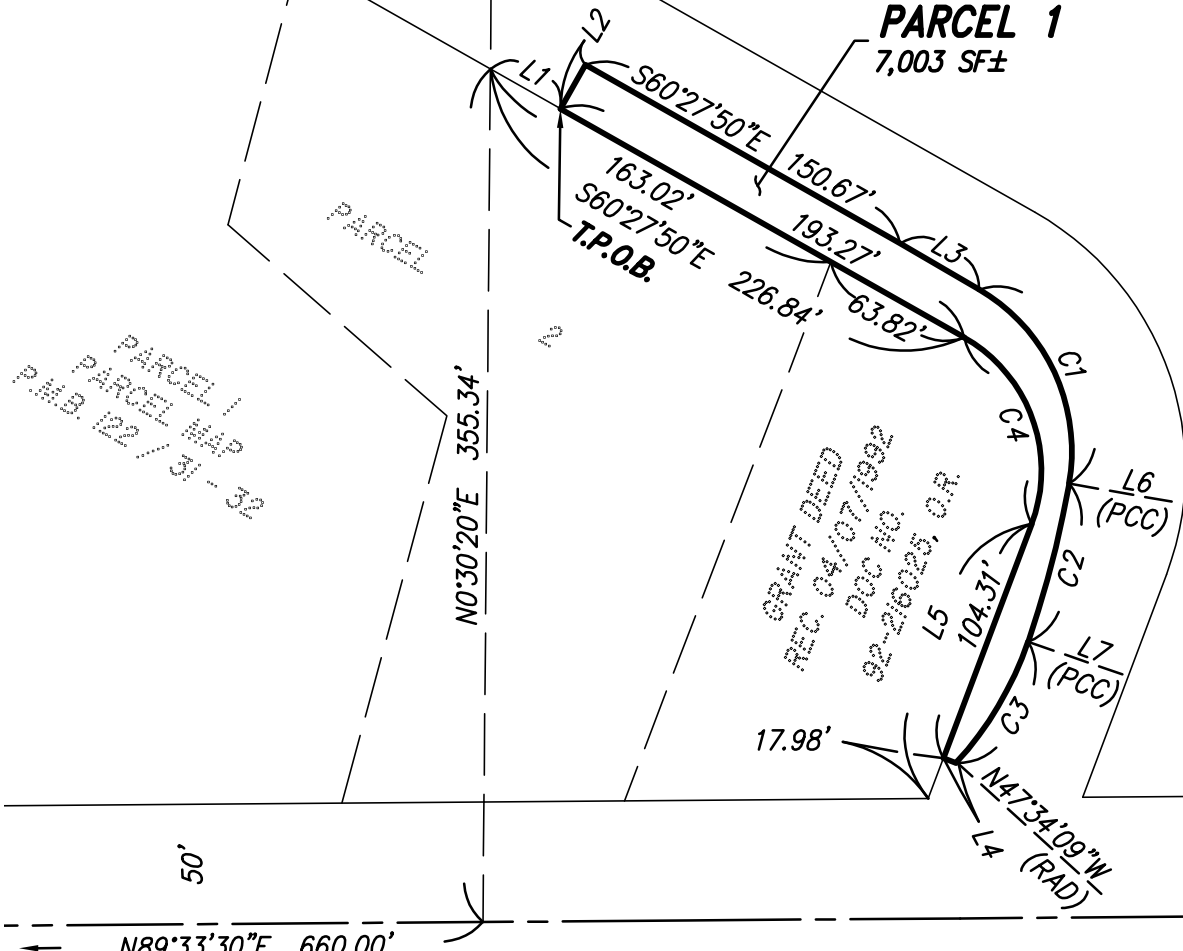 PARCEL 1
7,003 SF±
L2
L1
S60°27'50"E 150.67'
163.02'
193.27'
S60°27'50"E 226.84'
T.P.O.B.
63.82'
L3
C1
C4
PARCEL
2
PARCEL 1
PARCEL MAP
P.M.B. 122 / 31 - 32
N0°30'20"E 355.34'
GRANT DEED
REC. 04/07/1992
DOC NO.
92-216025, O.R.
L6
(PCC)
C2
L5
104.31'
L7
(PCC)
C3
17.98'
N47°34'09"W
(RAD)
L4
50'
N89°33'30"E 660.00'